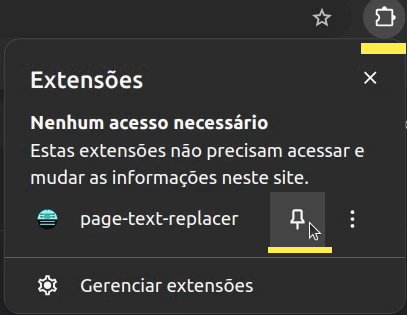 Extensões
Nenhum acesso necessário
Estas extensões não precisam acessar e
mudar as informações neste site.
page-text-replacer
Gerenciar extensões